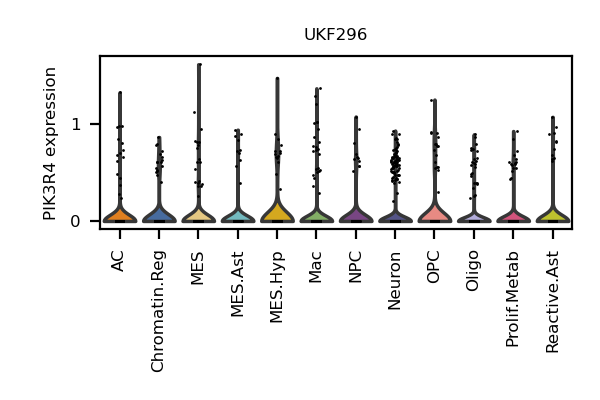 UKF296
PIK3R4 expression
1
0
AC
Chromatin.Reg
MES
MES.Ast
MES.Hyp
Mac
NPC
Neuron
OPC
Oligo
Prolif.Metab
Reactive.Ast